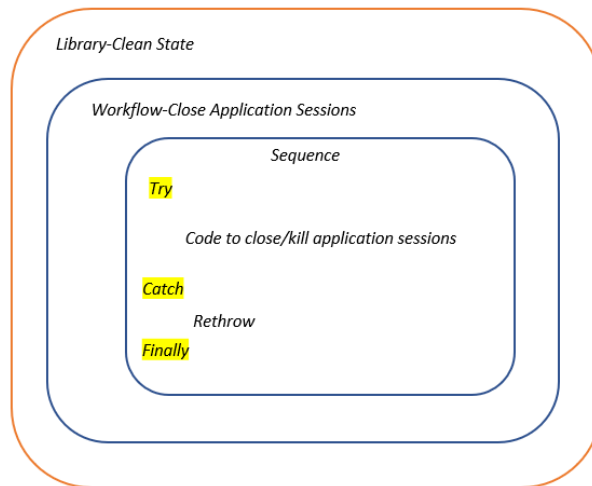 Library-Clean State
Workflow-Close Application Sessions
Sequence
Try
Code to close/kill application sessions
Catch
Rethrow
Finally